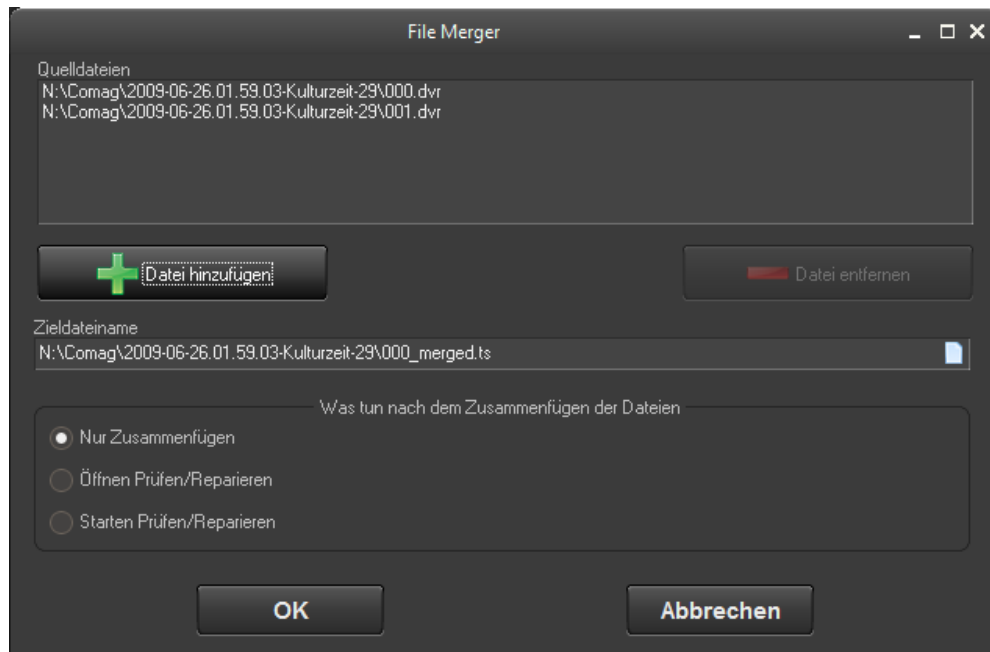 File Merger
Quelldateien
N:\Comag\2009-06-26.01.59.03-Kulturzeit-29\000.dvr
N:\Comag\2009-06-26.01.59.03-Kulturzeit-29\001.dvr
Datei hinzufügen
Datei entfernen
Zieldateiname
N:\Comag\2009-06-26.01.59.03-Kulturzeit-29\000_merged.ts
Was tun nach dem Zusammenfügen der Dateien
Nur Zusammenfügen
Öffnen Prüfen/Reparieren
Starten Prüfen/Reparieren
OK
Abbrechen